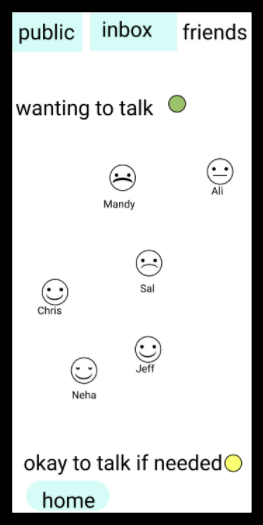 public inbox friends
wanting to talk
Ali
Mandy
Sal
Chris
Jeff
Neha
okay to talk if needed
home